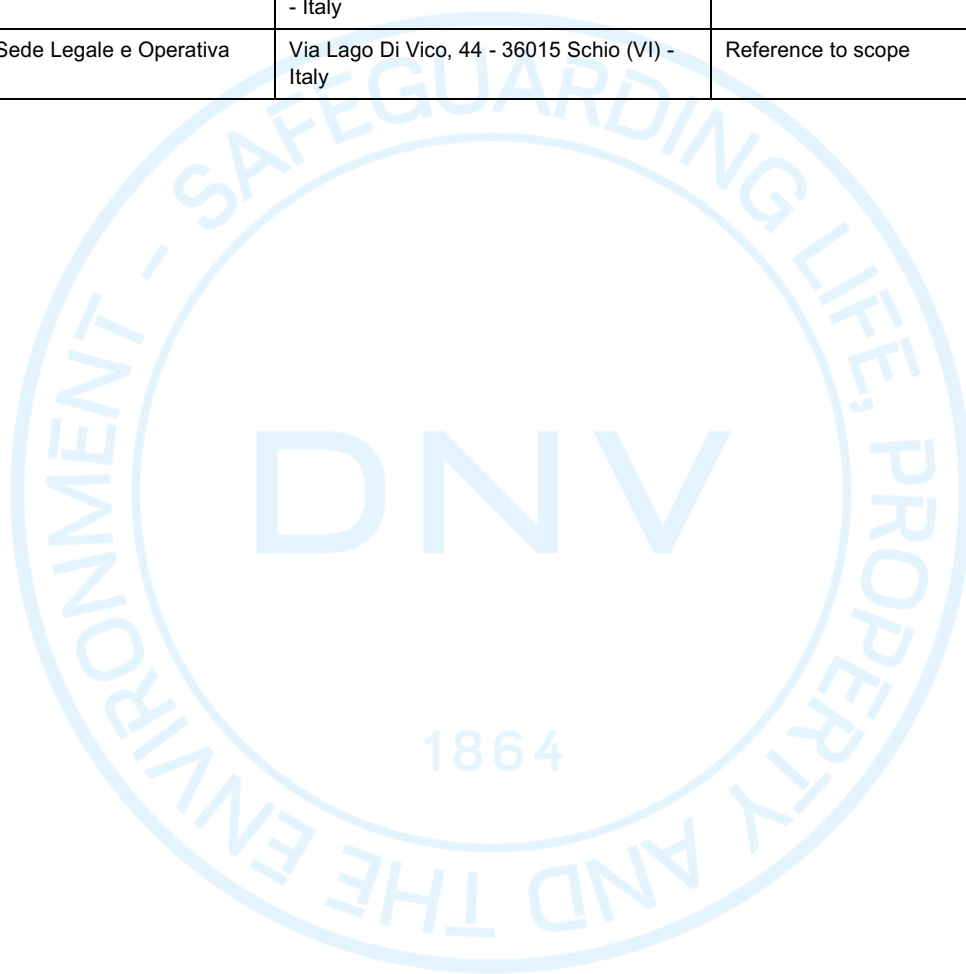 - Italy
Sede Legale e Operativa
Via Lago Di Vico, 44 - 36015 Schio (VI) -
Italy
Reference to scope
SAFEGUARDING LIFE, PROPERTY AND THE ENVIRONMENT -
DNV
1864